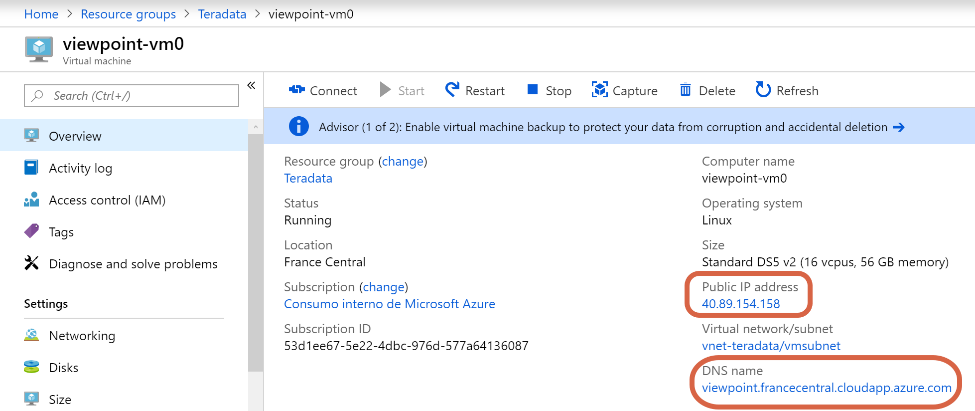 Home > Resource groups > Teradata > viewpoint-vm0
viewpoint-vm0
Virtual machine
Search (Ctrl+/)
«
Overview
Activity log
Access control (IAM)
Tags
Diagnose and solve problems
Settings
Networking
Disks
Size
Connect Start Restart Stop Capture Delete Refresh
Advisor (1 of 2): Enable virtual machine backup to protect your data from corruption and accidental deletion →
Resource group (change)
Teradata
Status
Running
Location
France Central
Subscription (change)
Consumo interno de Microsoft Azure
Subscription ID
53d1ee67-5e22-4dbc-976d-577a64136087
Computer name
viewpoint-vm0
Operating system
Linux
Size
Standard DS5 v2 (16 vcpus, 56 GB memory)
Public IP address
40.89.154.158
Virtual network/subnet
vnet-teradata/vmsubnet
DNS name
viewpoint.francecentral.cloudapp.azure.com